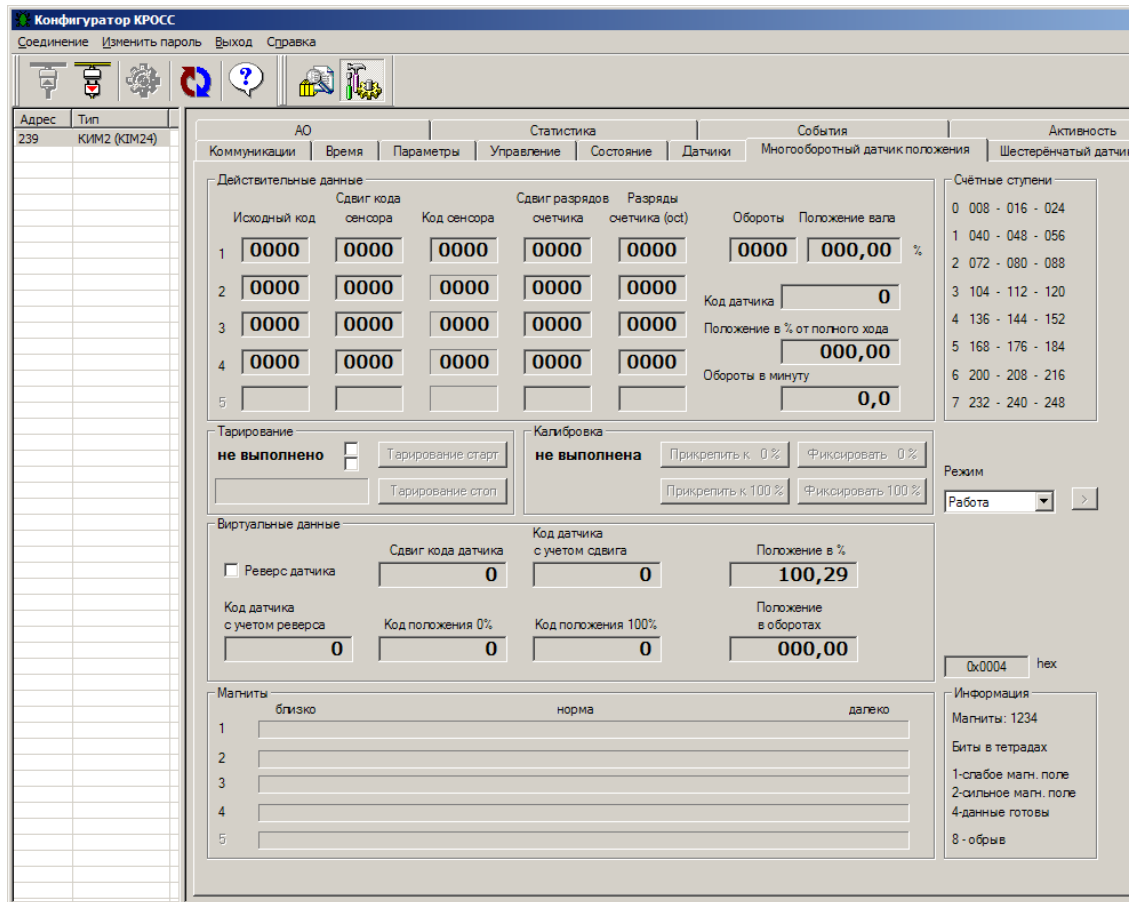 Конфигуратор КРОСС
Соединение Изменить пароль Выход Справка
?
Адрес Тип
239 КИМ2 (KIM24)
АО Статистика События Активность
Коммуникации Время Параметры Управление Состояние Датчики Многооборотный датчик положения Шестерёнчатый датчик
Действительные данные
Исходный код Сдвиг кода сенсора Код сенсора Сдвиг разрядов счетчика Разряды счетчика (oct) Обороты Положение вала
1 0000 0000 0000 0000 0000 0000 000,00 %
2 0000 0000 0000 0000 0000
Код датчика 0
3 0000 0000 0000 0000 0000
Положение в % от полного хода
000,00
4 0000 0000 0000 0000 0000
Обороты в минуту
5 0,0
Счётные ступени
0 008 - 016 - 024
1 040 - 048 - 056
2 072 - 080 - 088
3 104 - 112 - 120
4 136 - 144 - 152
5 168 - 176 - 184
6 200 - 208 - 216
7 232 - 240 - 248
Тарирование
не выполнено Тарирование старт
Тарирование стоп
Калибровка
не выполнена Прикрепить к 0 % Фиксировать 0 %
Прикрепить к 100 % Фиксировать 100 %
Режим
Работа >
Виртуальные данные
Реверс датчика
Сдвиг кода датчика
0
Код датчика
с учетом сдвига
0
Положение в %
100,29
Код датчика
с учетом реверса
0
Код положения 0%
0
Код положения 100%
0
Положение
в оборотах
000,00
0x0004 hex
Магниты
близко норма далеко
1
2
3
4
5
Информация
Магниты: 1234
Биты в тетрадах
1-слабое магн. поле
2-сильное магн. поле
4-данные готовы
8 - обрыв